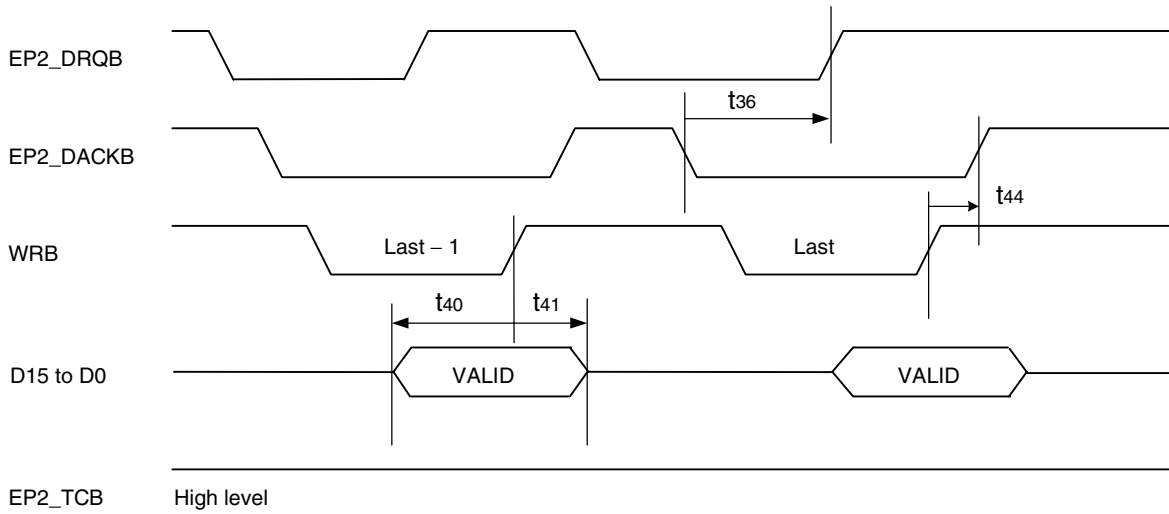 EP2_DRQB
t36
EP2_DACKB
t44
WRB
Last – 1
Last
t40
t41
D15 to D0
VALID
VALID
EP2_TCB
High level